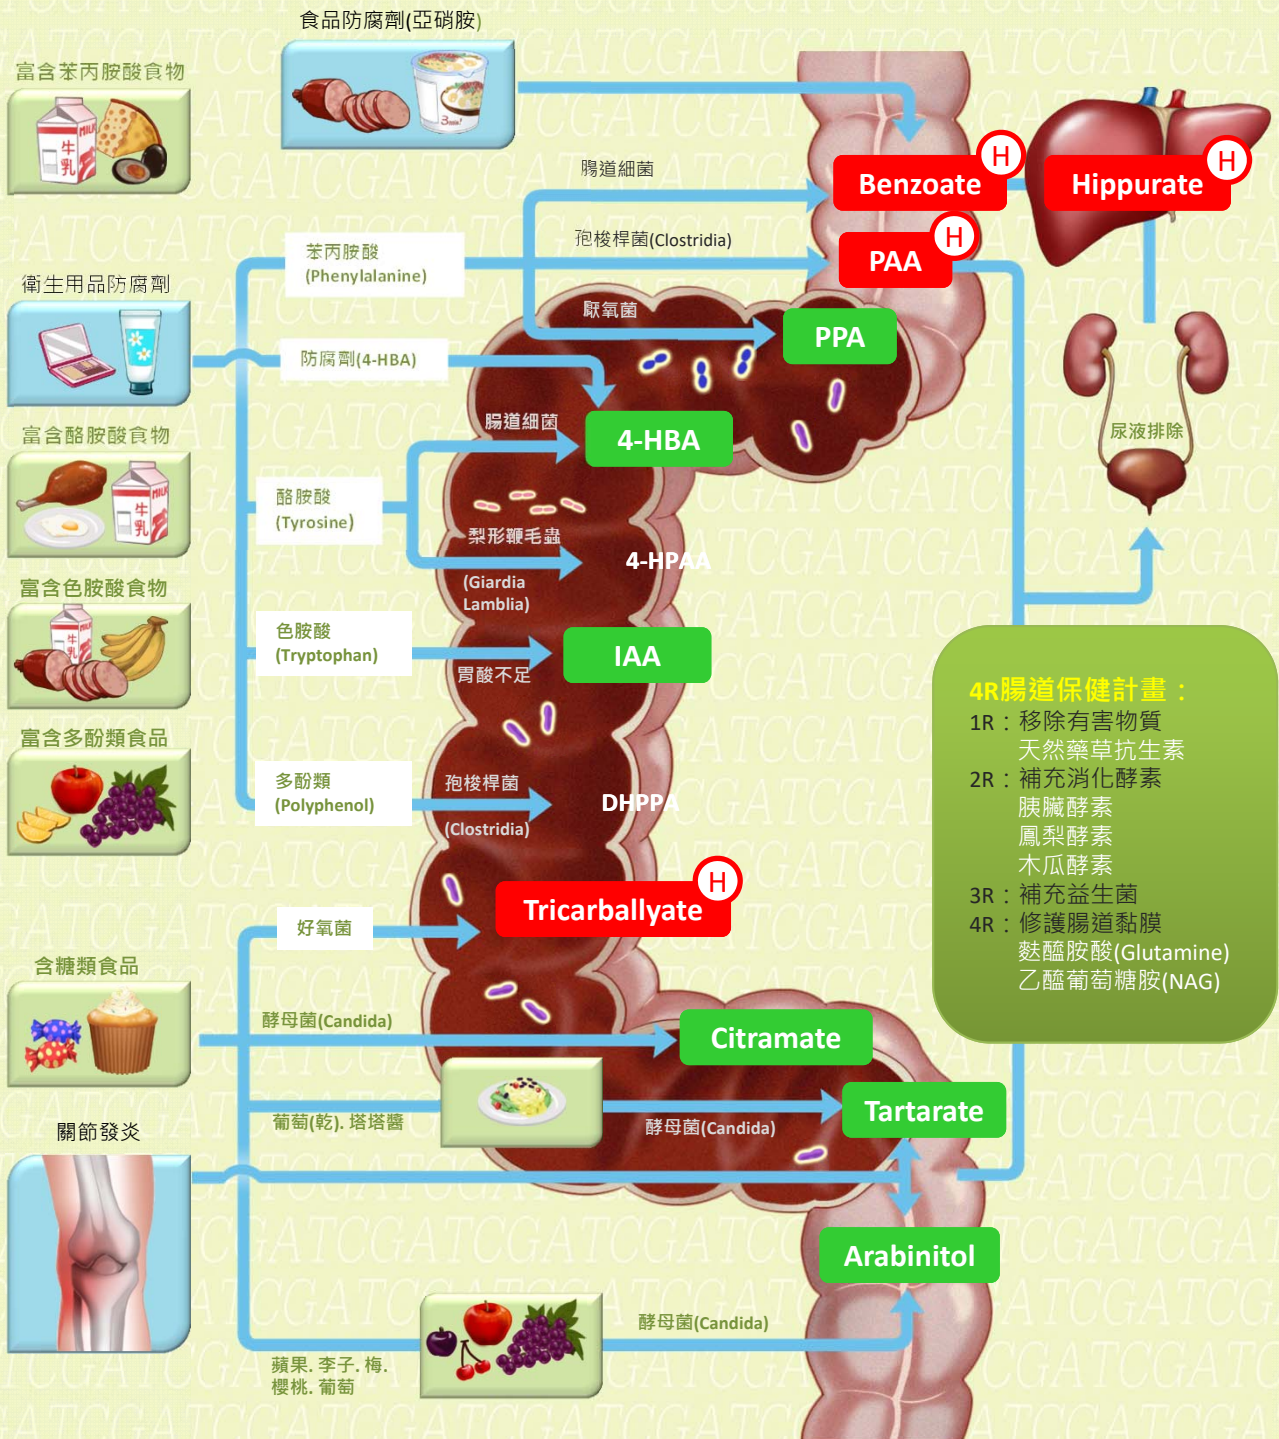 食品防腐劑(亞硝胺)
富含苯丙胺酸食物
MILK
牛乳
3min!
腸道細菌
Benzoate
H
Hippurate
H
孢梭桿菌(Clostridia)
苯丙胺酸
(Phenylalanine)
PAA
H
衛生用品防腐劑
厭氧菌
PPA
防腐劑(4-HBA)
腸道細菌
4-HBA
尿液排除
富含酪胺酸食物
MILK
牛乳
酪胺酸
(Tyrosine)
梨形鞭毛蟲
(Giardia
Lamblia)
4-HPAA
富含色胺酸食物
牛乳
色胺酸
(Tryptophan)
胃酸不足
IAA
富含多酚類食品
多酚類
(Polyphenol)
孢梭桿菌
(Clostridia)
DHPPA
4R腸道保健計畫：
1R：移除有害物質
天然藥草抗生素
2R：補充消化酵素
胰臟酵素
鳳梨酵素
木瓜酵素
3R：補充益生菌
4R：修護腸道黏膜
麩醯胺酸(Glutamine)
乙醯葡萄糖胺(NAG)
好氧菌
Tricarballyate
H
含糖類食品
酵母菌(Candida)
Citramate
葡萄(乾). 塔塔醬
酵母菌(Candida)
Tartarate
關節發炎
Arabinitol
酵母菌(Candida)
蘋果. 李子. 梅.
櫻桃. 葡萄